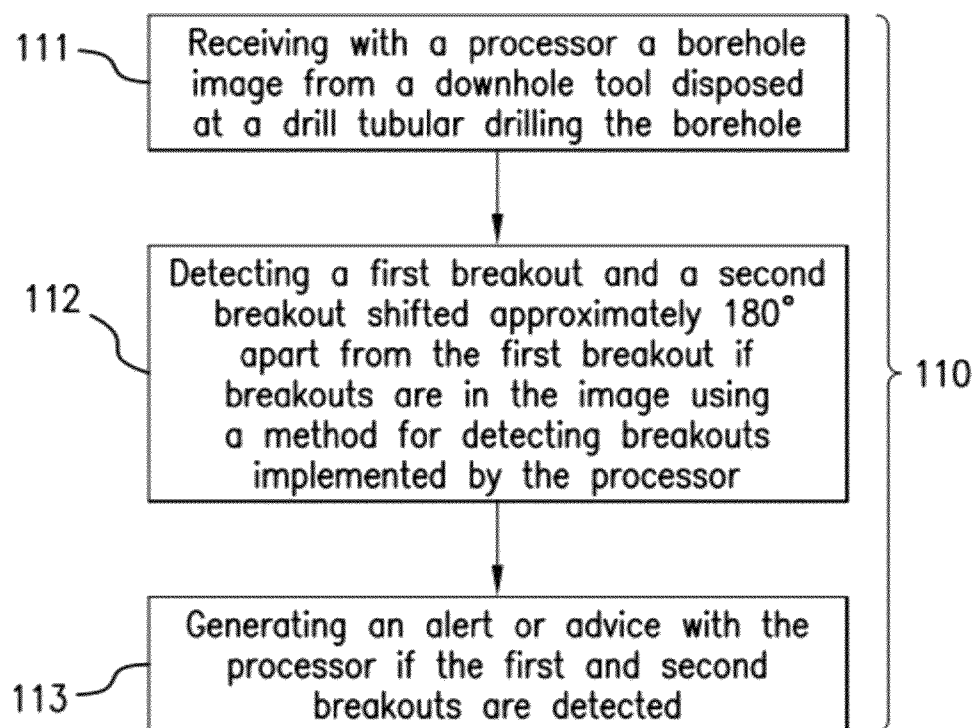 111
Receiving with a processor a borehole
image from a downhole tool disposed
at a drill tubular drilling the borehole
112
Detecting a first breakout and a second
breakout shifted approximately 180°
apart from the first breakout if
breakouts are in the image using
a method for detecting breakouts
implemented by the processor
110
113
Generating an alert or advice with the
processor if the first and second
breakouts are detected